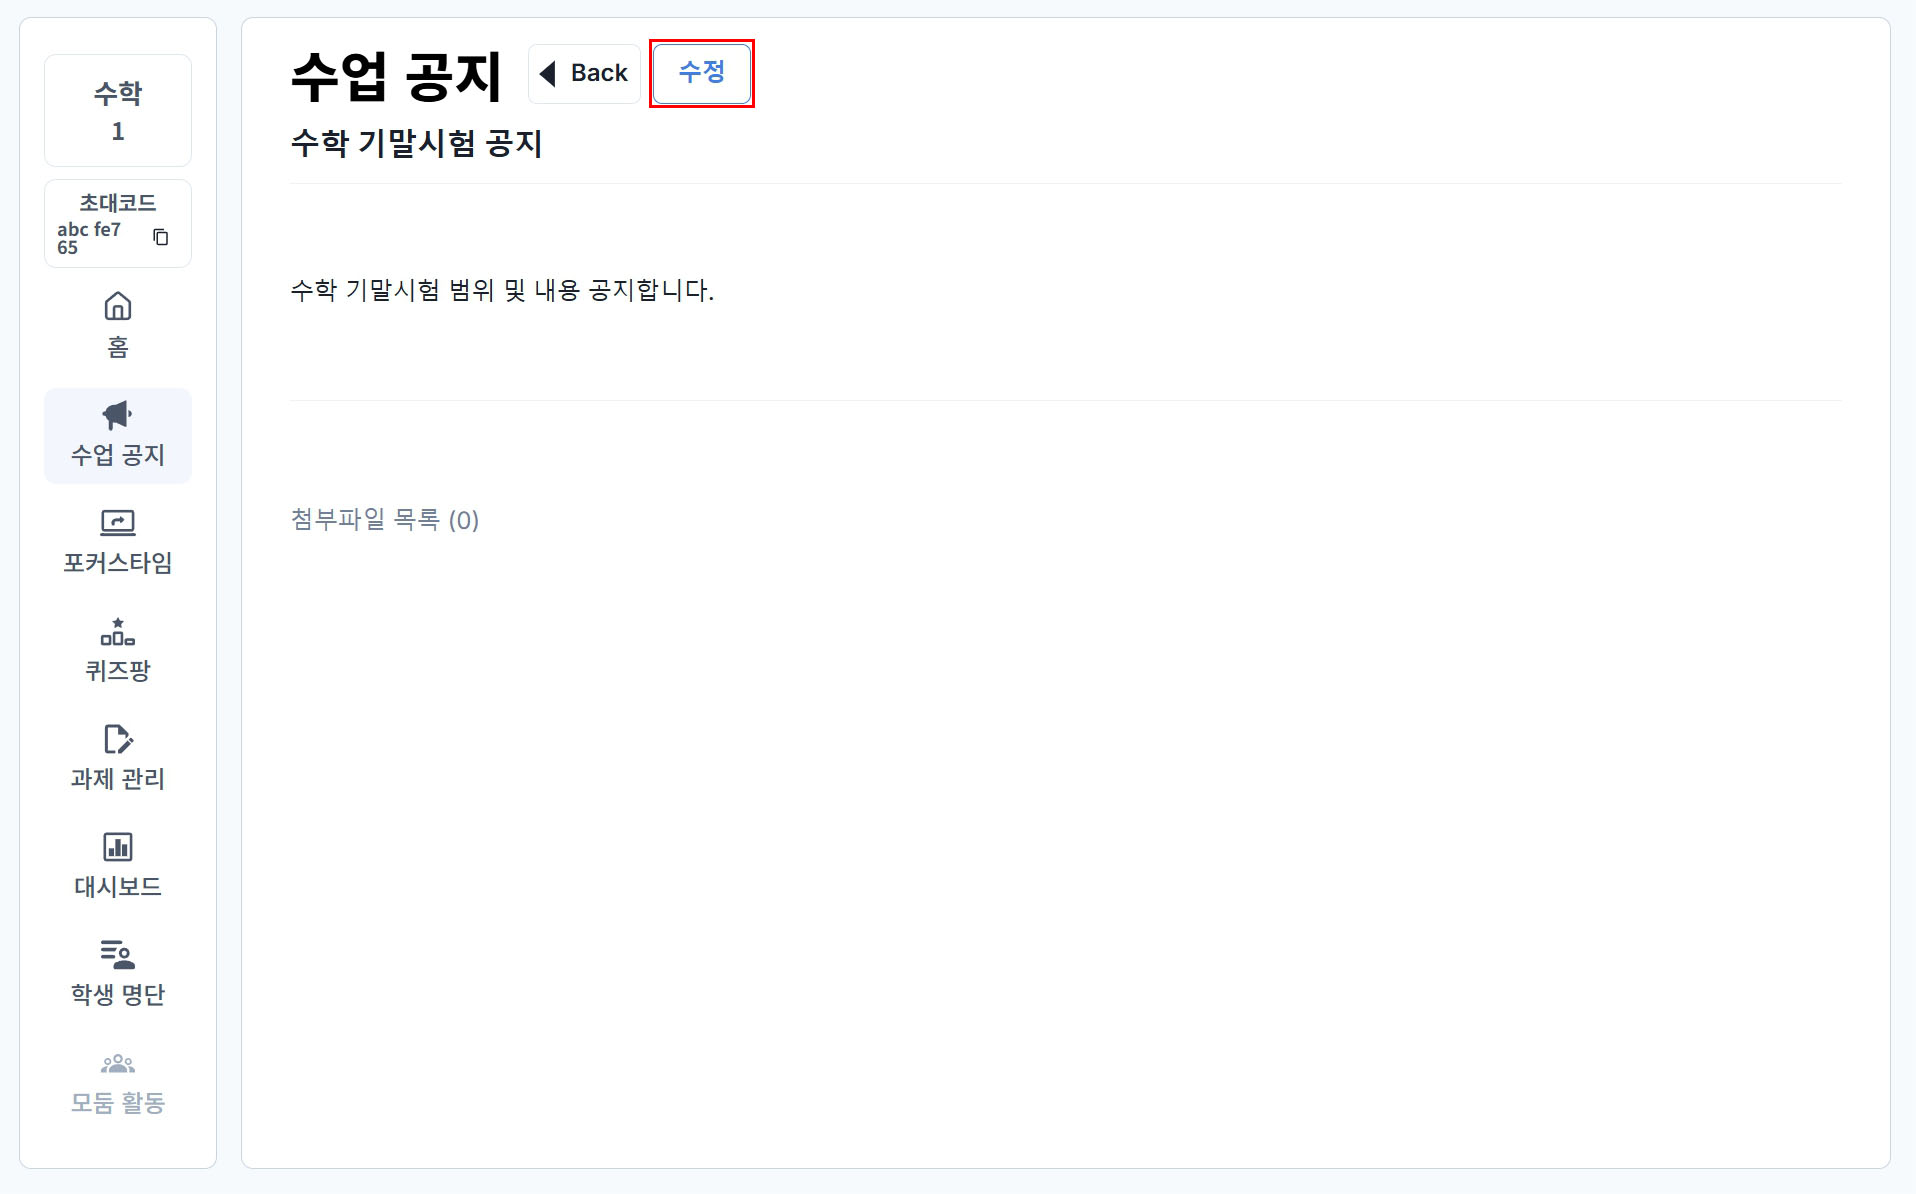 수학
1
초대코드
abc fe7
65
홈
수업 공지
포커스타임
퀴즈팡
과제 관리
대시보드
학생 명단
모둠 활동
수업 공지
Back
수정
수학 기말시험 공지
수학 기말시험 범위 및 내용 공지합니다.
첨부파일 목록 (0)